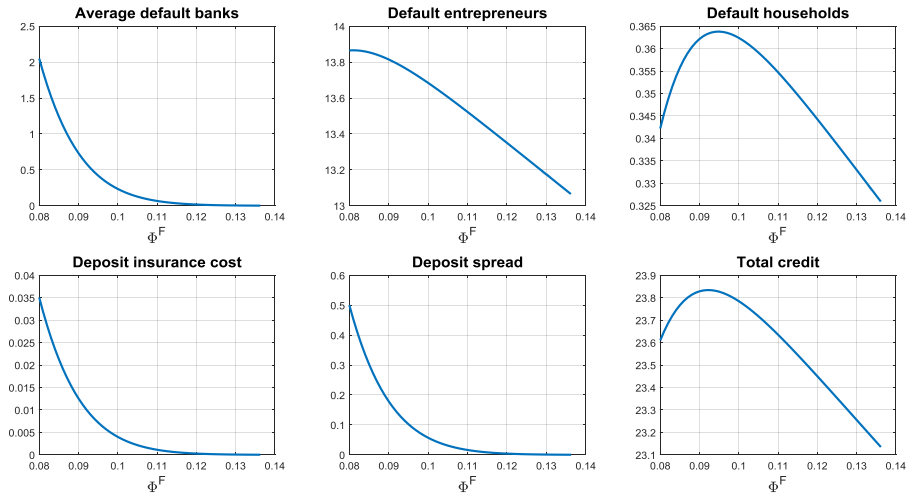 Average default banks
2.5
2
1.5
1
0.5
0
0.08 0.09 0.1 0.11 0.12 0.13 0.14
Φ^F
Default entrepreneurs
14
13.8
13.6
13.4
13.2
13
0.08 0.09 0.1 0.11 0.12 0.13 0.14
Φ^F
Default households
0.365
0.36
0.355
0.35
0.345
0.34
0.335
0.33
0.325
0.08 0.09 0.1 0.11 0.12 0.13 0.14
Φ^F
Deposit insurance cost
0.04
0.035
0.03
0.025
0.02
0.015
0.01
0.005
0
0.08 0.09 0.1 0.11 0.12 0.13 0.14
Φ^F
Deposit spread
0.6
0.5
0.4
0.3
0.2
0.1
0
0.08 0.09 0.1 0.11 0.12 0.13 0.14
Φ^F
Total credit
23.9
23.8
23.7
23.6
23.5
23.4
23.3
23.2
23.1
0.08 0.09 0.1 0.11 0.12 0.13 0.14
Φ^F